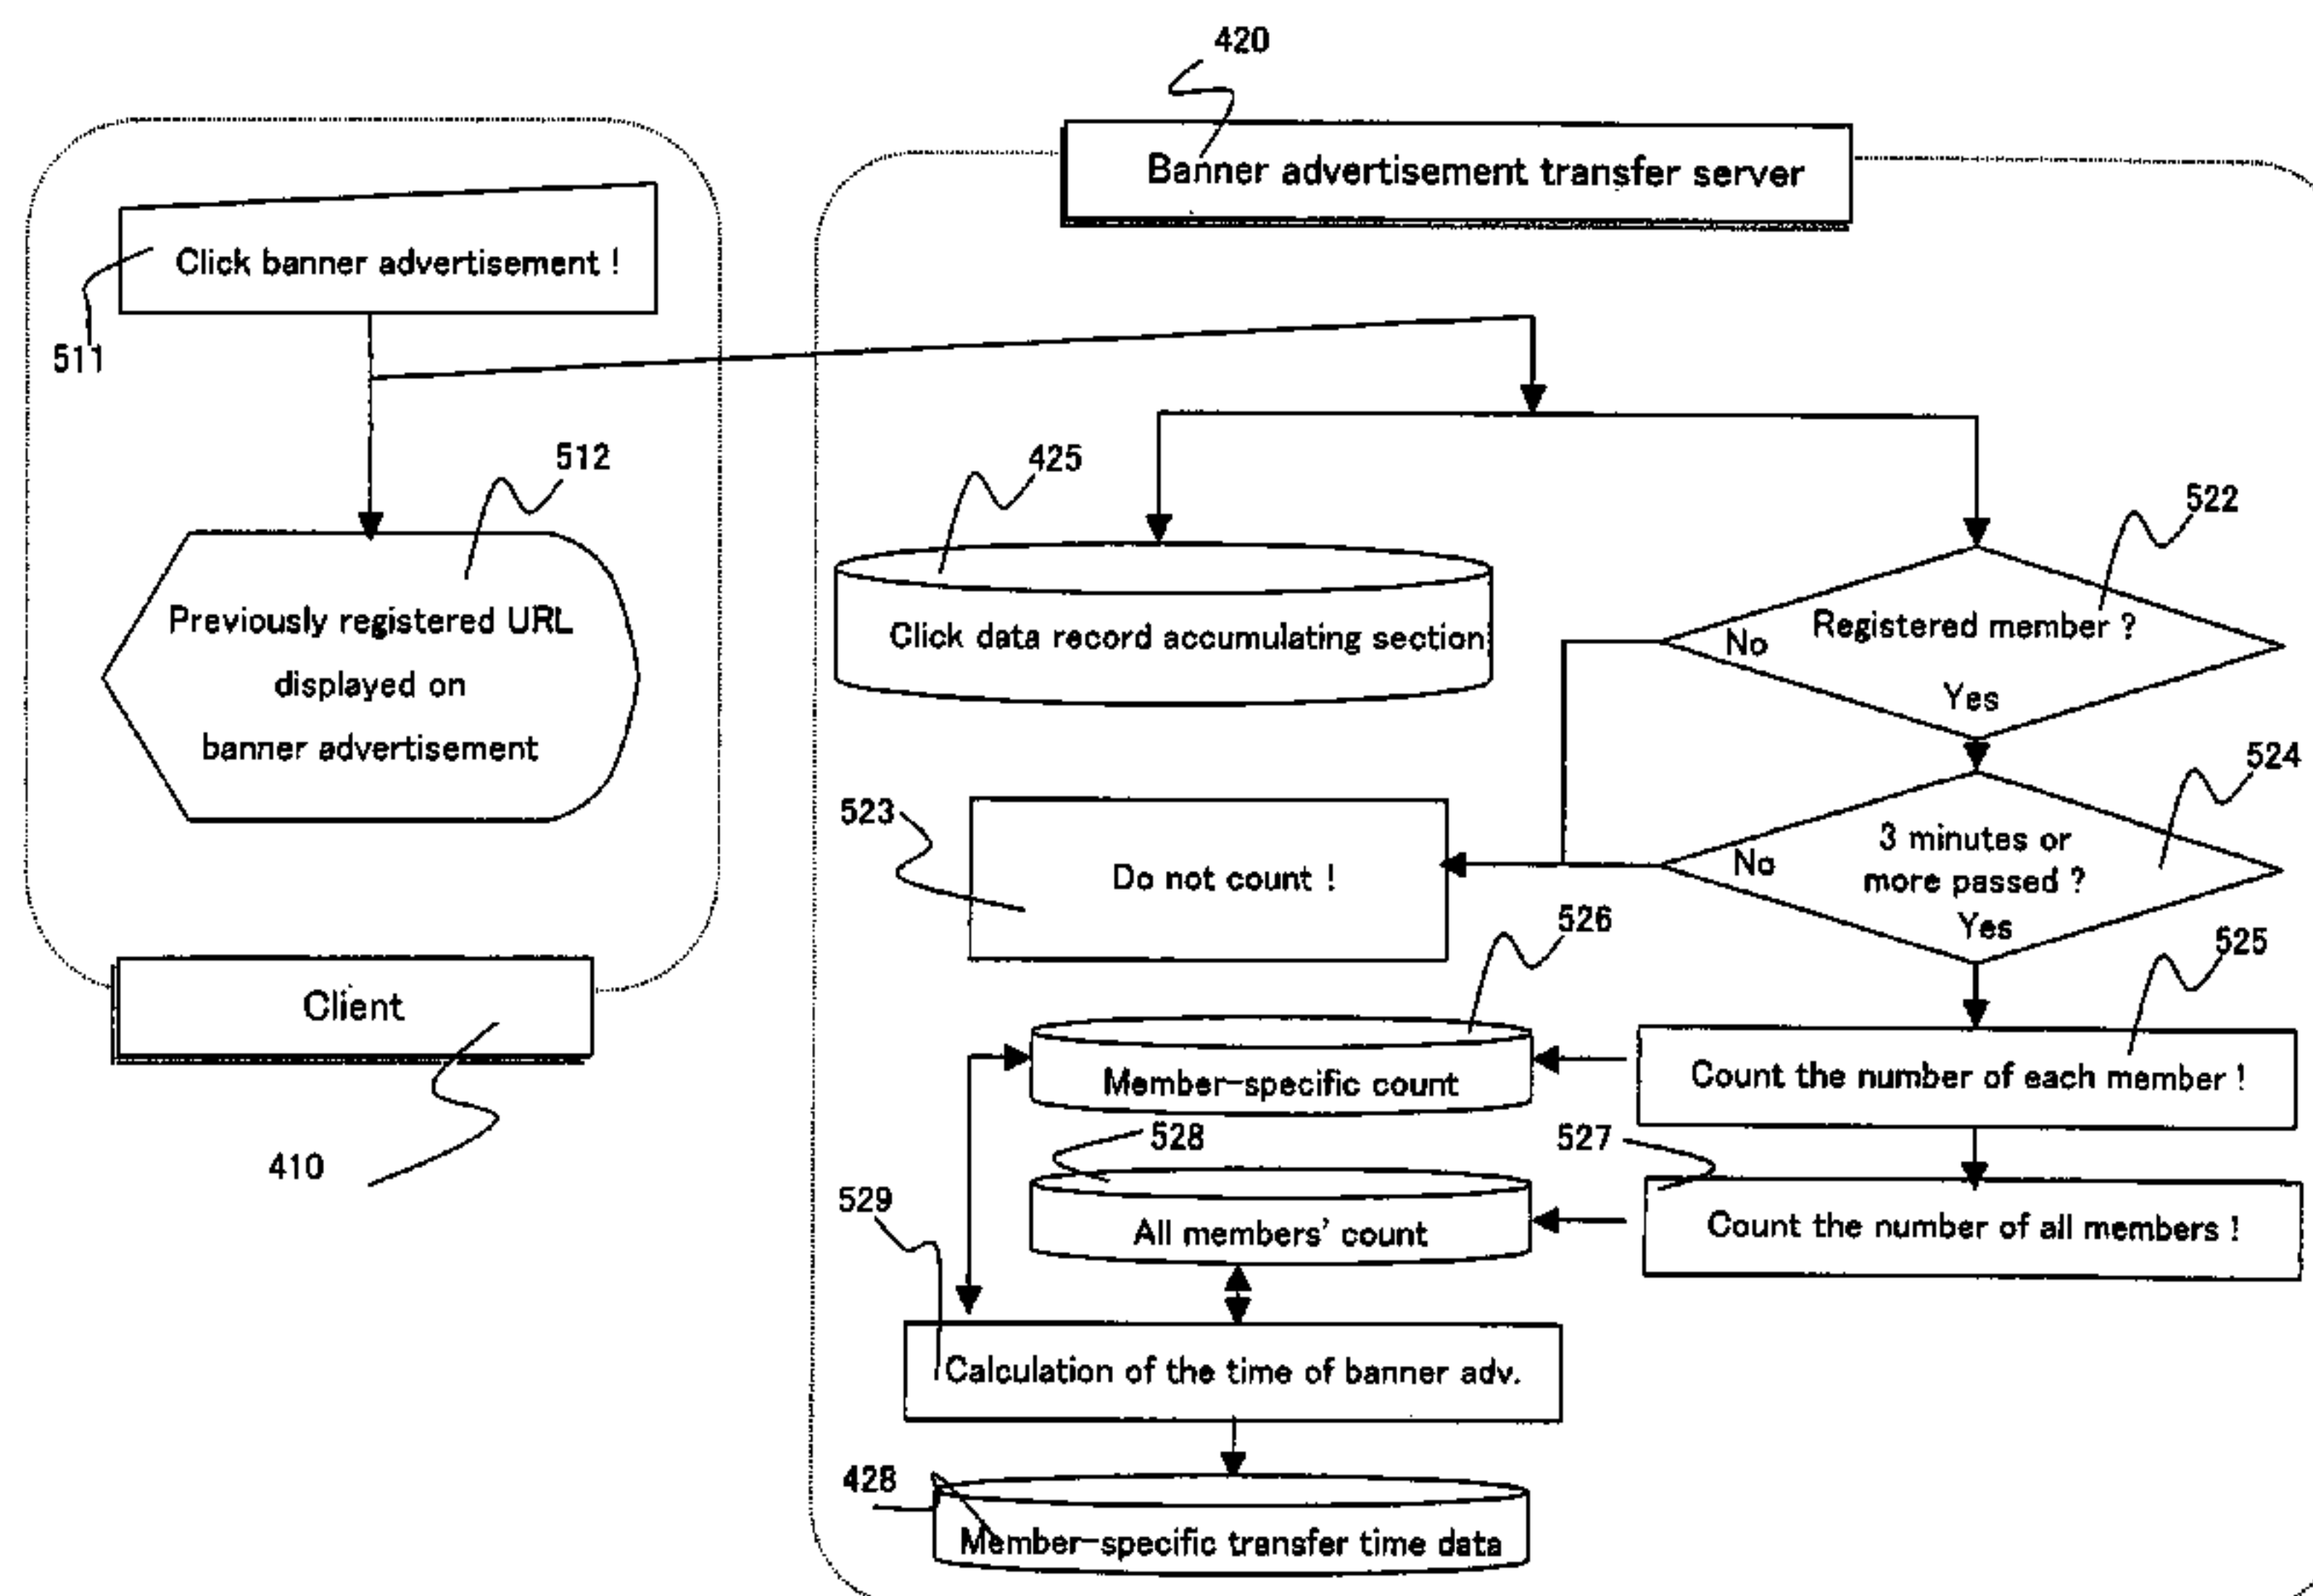 420
Banner advertisement transfer server
Click banner advertisement !
511
512
Previously registered URL
displayed on
banner advertisement
Client
410
425
Click data record accumulating section
522
Registered member ?
No
Yes
524
3 minutes or
more passed ?
No
Yes
523
Do not count !
526
525
Member-specific count
Count the number of each member !
528
527
All members' count
Count the number of all members !
529
Calculation of the time of banner adv.
428
Member-specific transfer time data